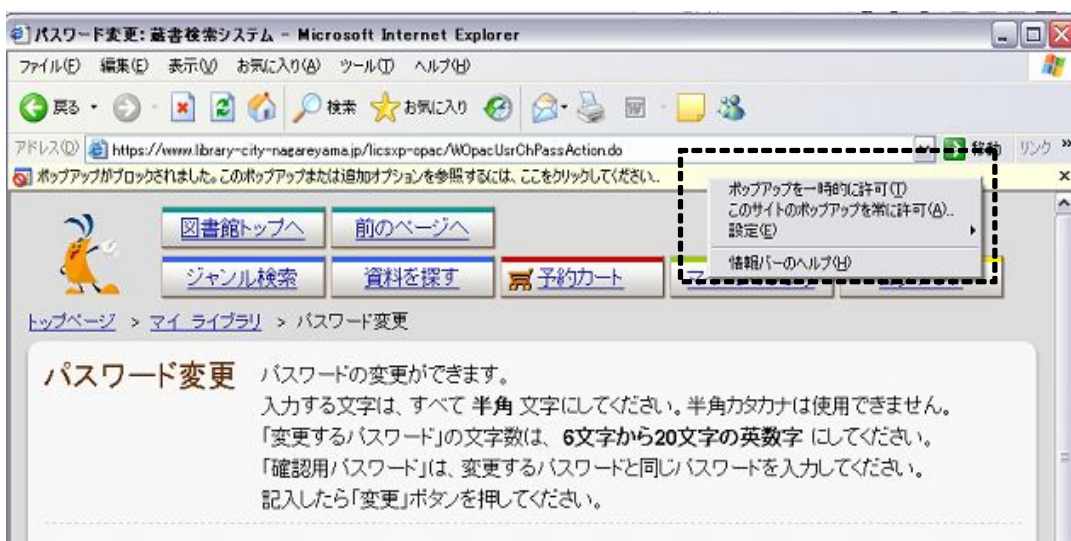 パスワード変更: 蔵書検索システム - Microsoft Internet Explorer
ファイル(F) 編集(E) 表示(V) お気に入り(A) ツール(T) ヘルプ(H)
戻る 検索 お気に入り
アドレス(D) https://www.library-city-nagareyama.jp/licsxp-opac/WOpacUsrChPassAction.do 移動 リンク
ポップアップがブロックされました。このポップアップまたは追加オプションを参照するには、ここをクリックしてください...
ポップアップを一時的に許可(T)
このサイトのポップアップを常に許可(A)...
設定(E)
情報バーのヘルプ(H)
図書館トップへ 前のページへ
ジャンル検索 資料を探す 予約カート
トップページ > マイ ライブラリ > パスワード変更
パスワード変更 パスワードの変更ができます。
入力する文字は、すべて 半角 文字にしてください。半角カタカナは使用できません。
「変更するパスワード」の文字数は、 6文字から20文字の英数字 にしてください。
「確認用パスワード」は、変更するパスワードと同じパスワードを入力してください。
記入したら「変更」ボタンを押してください。